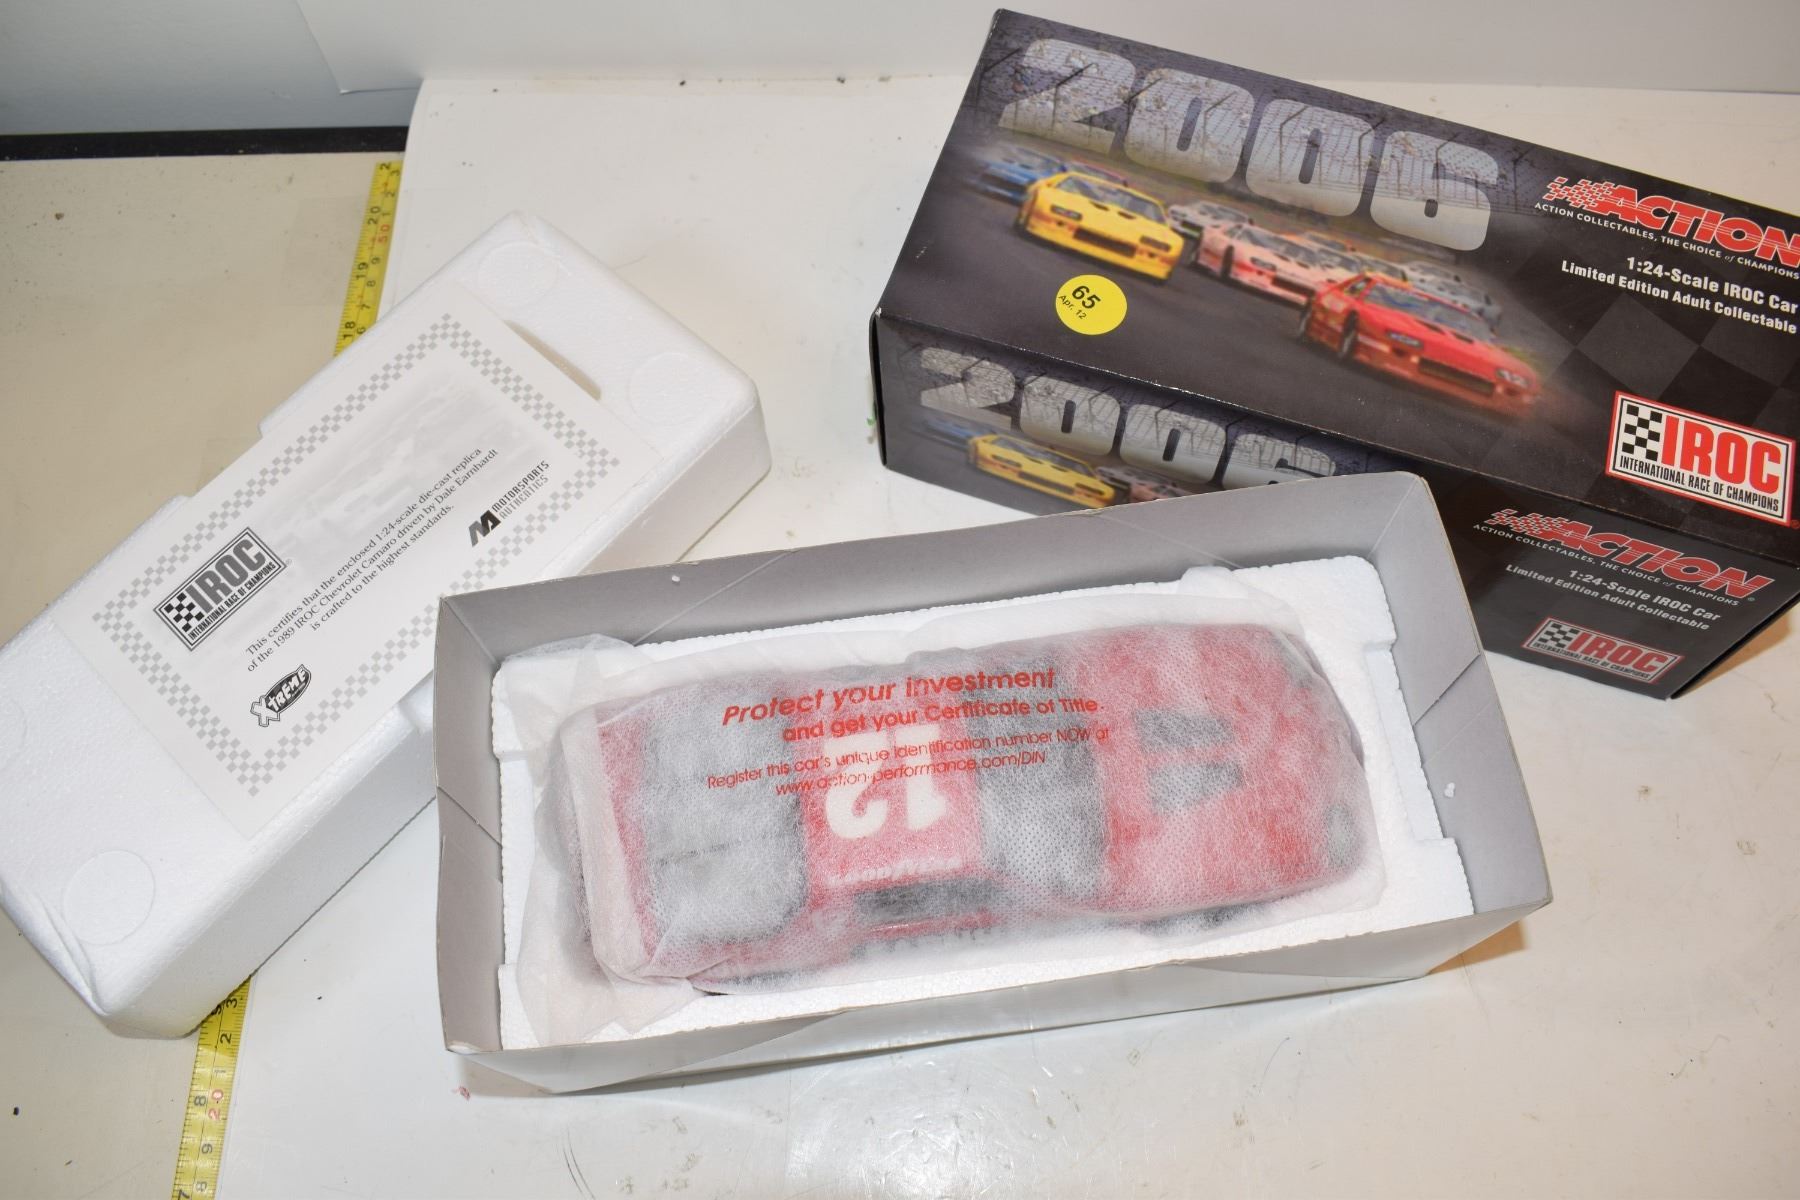 2006
ACTION
ACTION COLLECTABLES, THE CHOICE of CHAMPIONS
1:24-Scale IROC Car
Limited Edition Adult Collectable
65
Apr. 12
IROC
INTERNATIONAL RACE OF CHAMPIONS
2006
ACTION
ACTION COLLECTABLES, THE CHOICE of CHAMPIONS
1:24-Scale IROC Car
Limited Edition Adult Collectable
IROC
INTERNATIONAL RACE OF CHAMPIONS
IROC
INTERNATIONAL RACE OF CHAMPIONS
This certifies that the enclosed 1:24-scale die-cast replica
of the 1989 IROC Chevrolet Camaro driven by Dale Earnhardt
is crafted to the highest standards.
XTREME
MOTORSPORTS
AUTHENTICS
Protect your investment
and get your Certificate of Title
Register this car's unique identification number NOW at
www.action-performance.com/DIN
12